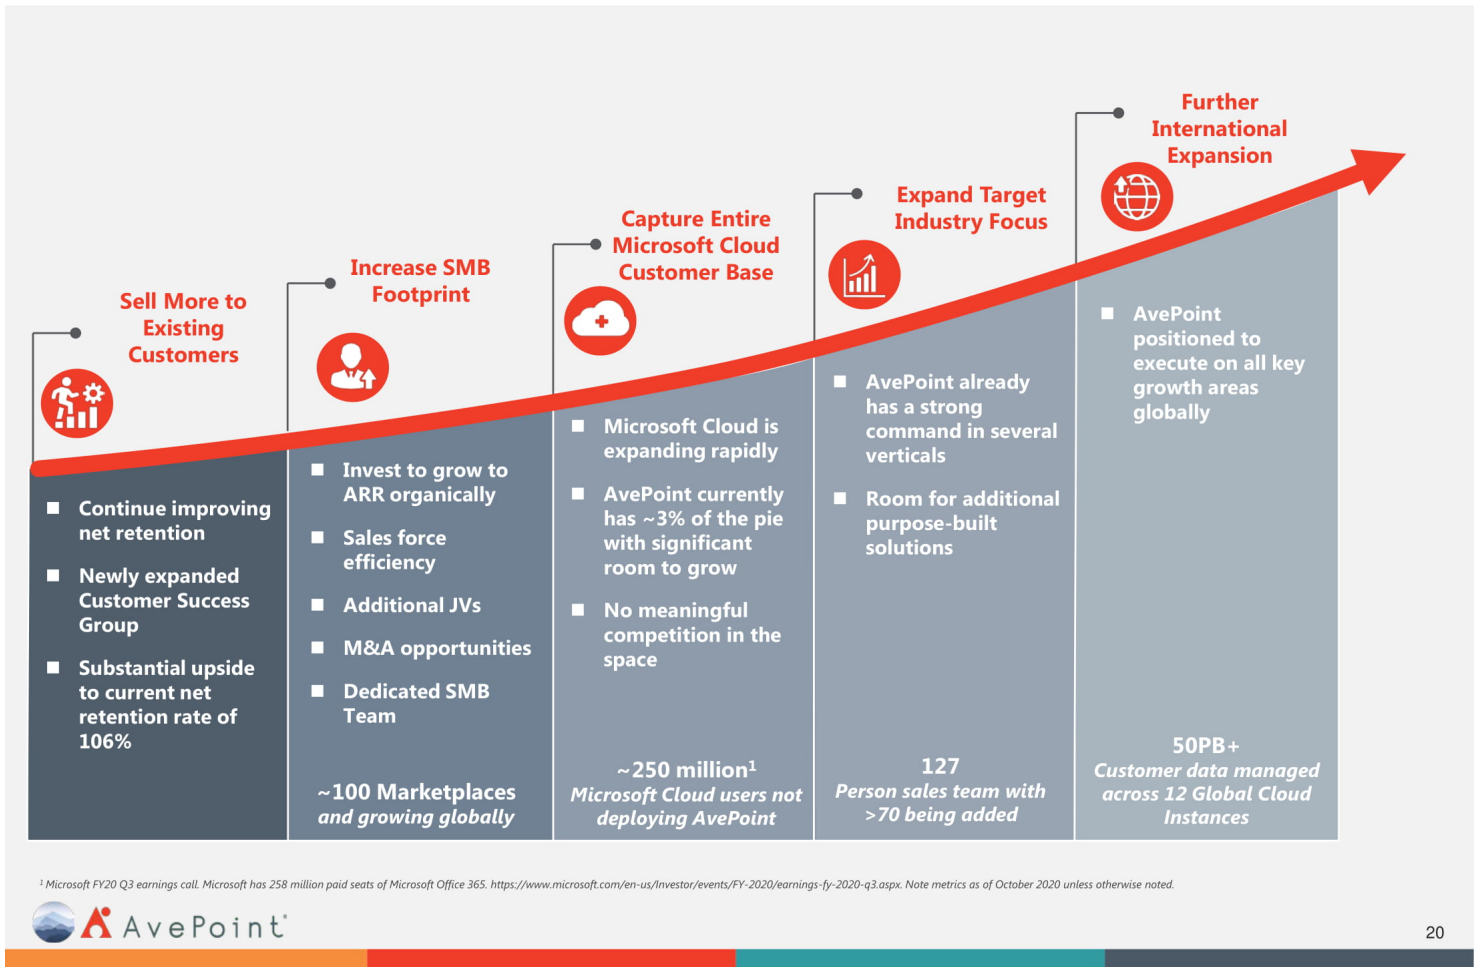 Sell More to
Existing
Customers
Continue improving
net retention
Newly expanded
Customer Success
Group
Substantial upside
to current net
retention rate of
106%
Increase SMB
Footprint
Invest to grow to
ARR organically
Sales force
efficiency
Additional JVs
M&A opportunities
Dedicated SMB
Team
~100 Marketplaces
and growing globally
Capture Entire
Microsoft Cloud
Customer Base
Microsoft Cloud is
expanding rapidly
AvePoint currently
has ~3% of the pie
with significant
room to grow
No meaningful
competition in the
space
~250 million¹
Microsoft Cloud users not
deploying AvePoint
Expand Target
Industry Focus
AvePoint already
has a strong
command in several
verticals
Room for additional
purpose-built
solutions
127
Person sales team with
>70 being added
Further
International
Expansion
AvePoint
positioned to
execute on all key
growth areas
globally
50PB+
Customer data managed
across 12 Global Cloud
Instances
¹ Microsoft FY20 Q3 earnings call. Microsoft has 258 million paid seats of Microsoft Office 365. https://www.microsoft.com/en-us/Investor/events/FY-2020/earnings-fy-2020-q3.aspx. Note metrics as of October 2020 unless otherwise noted.
AvePoint®
20